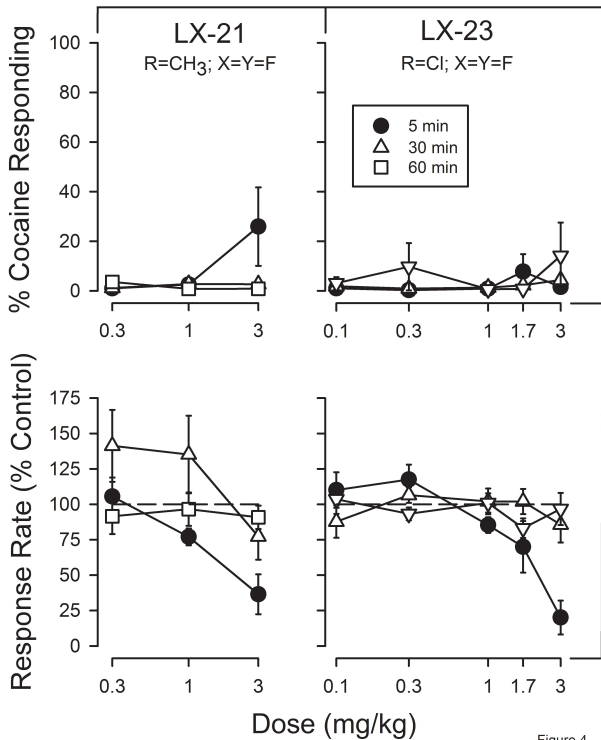 LX-21 LX-23
R=CH3; X=Y=F R=Cl; X=Y=F
% Cocaine Responding
100
80
60
40
20
0
5 min
30 min
60 min
0.3 1 3 0.1 0.3 1 1.7 3
Response Rate (% Control)
175
150
125
100
75
50
25
0
0.3 1 3 0.1 0.3 1 1.7 3
Dose (mg/kg)